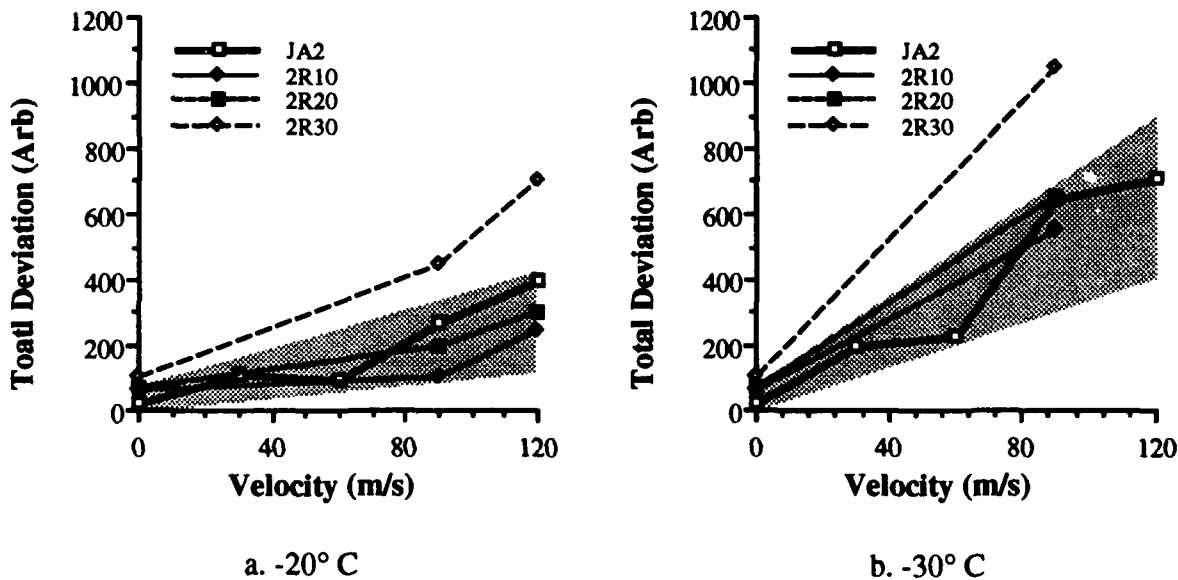 1200
1000
800
600
400
200
0
Toatl Deviation (Arb)
JA2
2R10
2R20
2R30
0 40 80 120
Velocity (m/s)
a. -20° C
1200
1000
800
600
400
200
0
Total Deviation (Arb)
JA2
2R10
2R20
2R30
0 40 80 120
Velocity (m/s)
b. -30° C